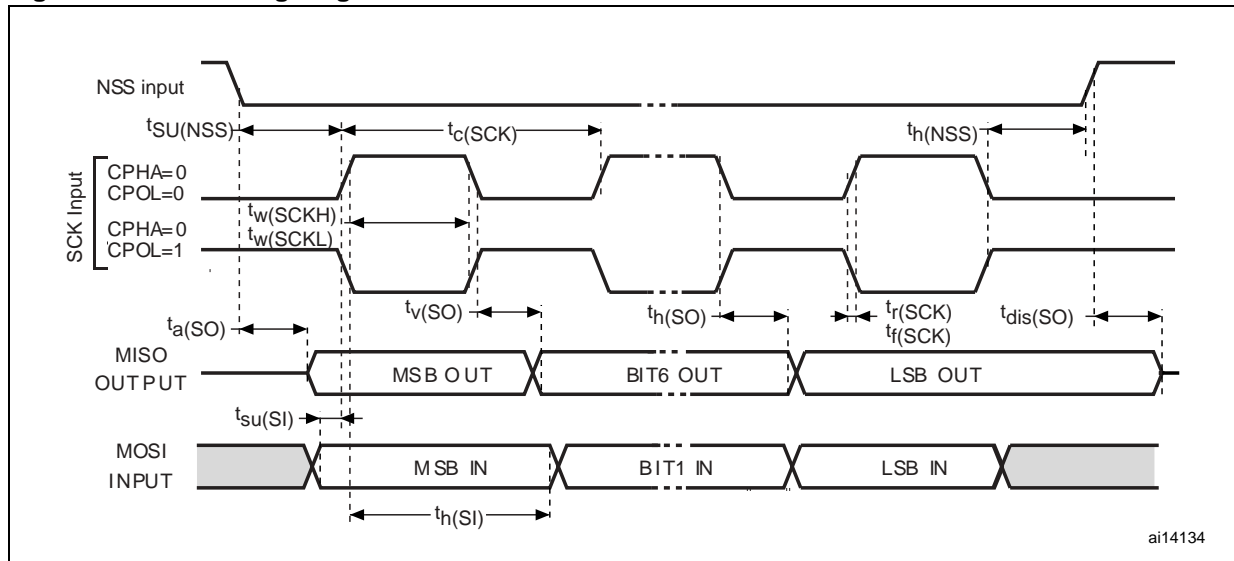 NSS input
tSU(NSS)
tc(SCK)
th(NSS)
SCK Input
CPHA=0
CPOL=0
tw(SCKH)
CPHA=0
tw(SCKL)
CPOL=1
tv(SO)
ta(SO)
th(SO)
tr(SCK)
tf(SCK)
tdis(SO)
MISO
OUTPUT
MSB OUT
BIT6 OUT
LSB OUT
tsu(SI)
MOSI
INPUT
MSB IN
BIT1 IN
LSB IN
th(SI)
ai14134